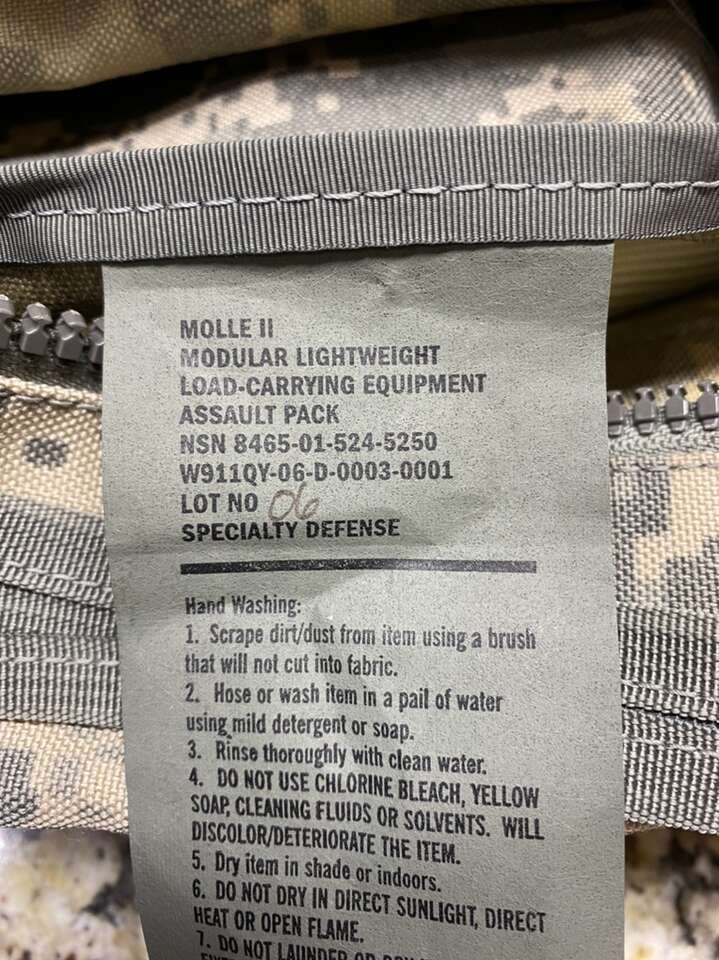 MOLLE II
MODULAR LIGHTWEIGHT
LOAD-CARRYING EQUIPMENT
ASSAULT PACK
NSN 8465-01-524-5250
W911QY-06-D-0003-0001
LOT NO 06
SPECIALTY DEFENSE
Hand Washing:
1. Scrape dirt/dust from item using a brush
that will not cut into fabric.
2. Hose or wash item in a pail of water
using mild detergent or soap.
3. Rinse thoroughly with clean water.
4. DO NOT USE CHLORINE BLEACH, YELLOW
SOAP, CLEANING FLUIDS OR SOLVENTS. WILL
DISCOLOR/DETERIORATE THE ITEM.
5. Dry item in shade or indoors.
6. DO NOT DRY IN DIRECT SUNLIGHT, DIRECT
HEAT OR OPEN FLAME.
7. DO NOT LAUNDER OR